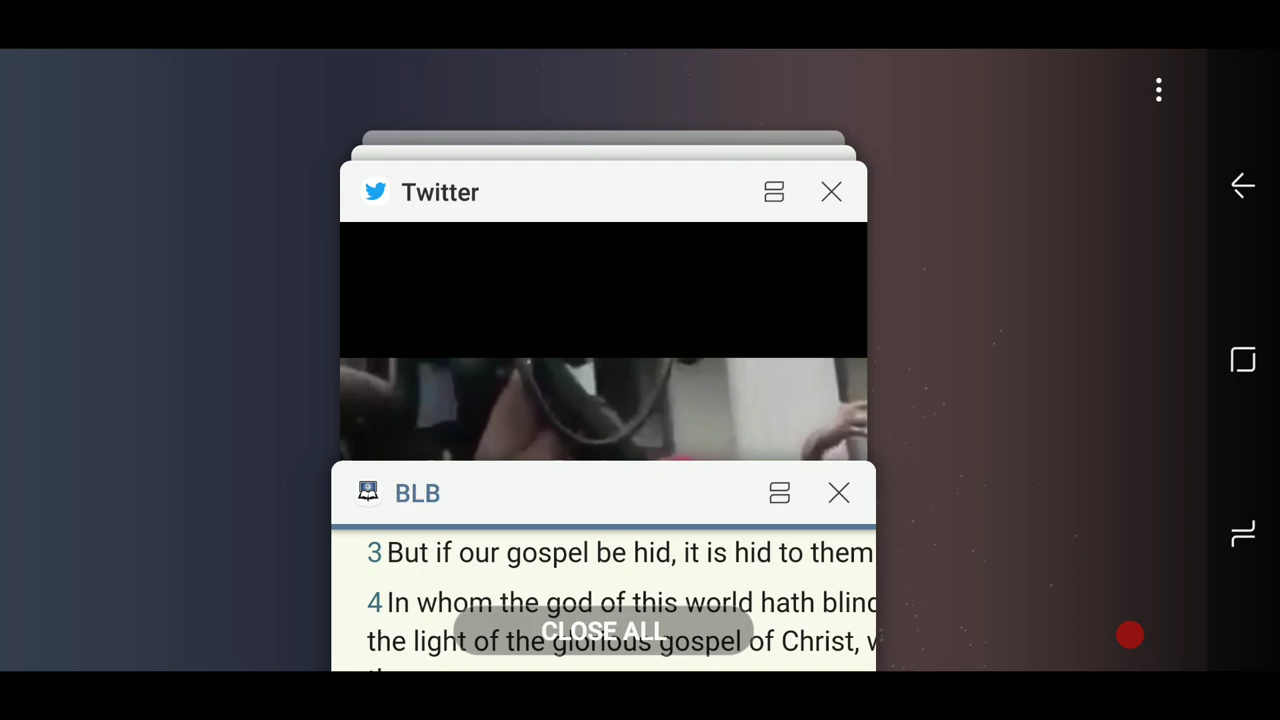 Twitter
BLB
3 But if our gospel be hid, it is hid to them
4 In whom the god of this world hath blind
CLOSE ALL
the light of the glorious gospel of Christ, w